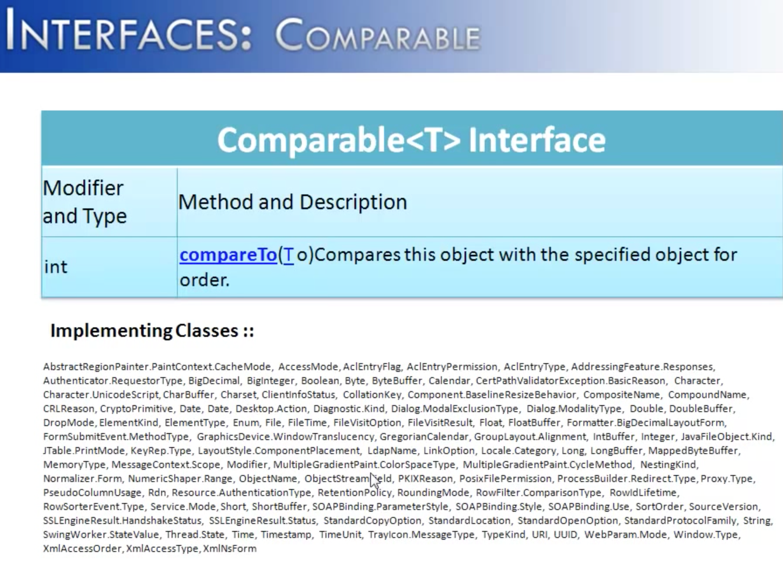 INTERFACES: COMPARABLE
Comparable<T> Interface
Modifier and Type
Method and Description
int
compareTo(T o)Compares this object with the specified object for
order.
Implementing Classes ::
AbstractRegionPainter.PaintContext.CacheMode, AccessMode, AclEntryFlag, AclEntryPermission, AclEntryType, AddressingFeature.Responses,
Authenticator.RequestorType, BigDecimal, BigInteger, Boolean, Byte, ByteBuffer, Calendar, CertPathValidatorException.BasicReason, Character,
Character.UnicodeScript, CharBuffer, Charset, ClientInfoStatus, CollationKey, Component.BaselineResizeBehavior, CompositeName, CompoundName,
CRLReason, CryptoPrimitive, Date, Date, Desktop.Action, Diagnostic.Kind, Dialog.ModalExclusionType, Dialog.ModalityType, Double, DoubleBuffer,
DropMode, ElementKind, ElementType, Enum, File, FileTime, FileVisitOption, FileVisitResult, Float, FloatBuffer, Formatter.BigDecimalLayoutForm,
FormSubmitEvent.MethodType, GraphicsDevice.WindowTranslucency, GregorianCalendar, GroupLayout.Alignment, IntBuffer, Integer, JavaFileObject.Kind,
JTable.PrintMode, KeyRep.Type, LayoutStyle.ComponentPlacement, LdapName, LinkOption, Locale.Category, Long, LongBuffer, MappedByteBuffer,
MemoryType, MessageContext.Scope, Modifier, MultipleGradientPaint.ColorSpaceType, MultipleGradientPaint.CycleMethod, NestingKind,
Normalizer.Form, NumericShaper.Range, ObjectName, ObjectStreamField, PKIXReason, PosixFilePermission, ProcessBuilder.Redirect.Type, Proxy.Type,
PseudoColumnUsage, Rdn, Resource.AuthenticationType, RetentionPolicy, RoundingMode, RowFilter.ComparisonType, RowIdLifetime,
RowSorterEvent.Type, Service.Mode, Short, ShortBuffer, SOAPBinding.ParameterStyle, SOAPBinding.Style, SOAPBinding.Use, SortOrder, SourceVersion,
SSLEngineResult.HandshakeStatus, SSLEngineResult.Status, StandardCopyOption, StandardLocation, StandardOpenOption, StandardProtocolFamily, String,
SwingWorker.StateValue, Thread.State, Time, Timestamp, TimeUnit, TrayIcon.MessageType, TypeKind, URI, UUID, WebParam.Mode, Window.Type,
XmlAccessOrder, XmlAccessType, XmlNsForm